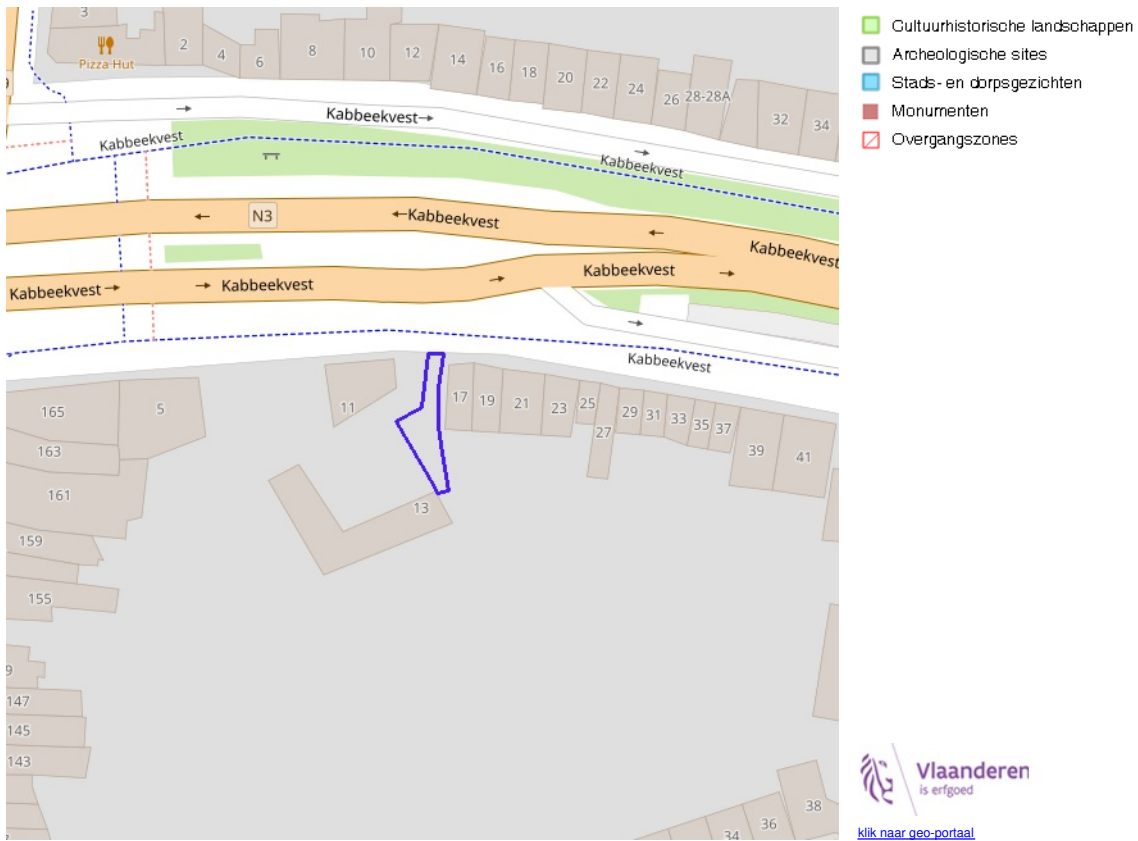 3
Pizza Hut
2
4
6
8
10
12
14
16
18
20
22
24
26
28-28A
32
34
9
Kabbeekvest
Kabbeekvest
Kabbeekvest
N3
Kabbeekvest
Kabbeekvest
Kabbeekvest
Kabbeekvest
Kabbeekvest
Kabbeekvest
165
5
11
17
19
21
23
25
27
29
31
33
35
37
39
41
163
161
13
159
155
9
147
145
143
34
36
38
Cultuurhistorische landschappen
Archeologische sites
Stads- en dorpsgezichten
Monumenten
Overgangszones
Vlaanderen
is erfgoed
klik naar geo-portaal